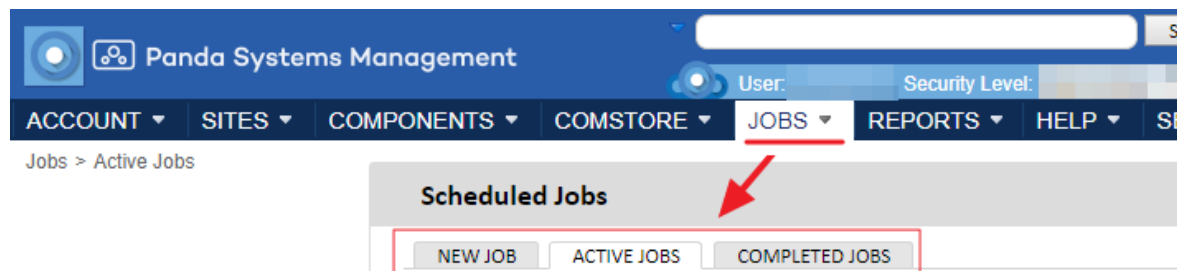 S
Panda Systems Management
User: Security Level:
ACCOUNT SITES COMPONENTS COMSTORE JOBS REPORTS HELP SE
Jobs > Active Jobs
Scheduled Jobs
NEW JOB ACTIVE JOBS COMPLETED JOBS